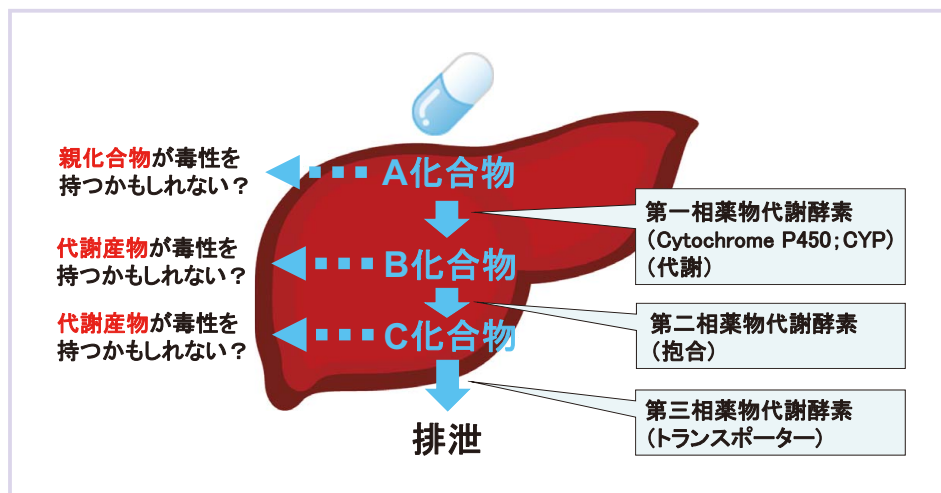 親化合物が毒性を
持つかもしれない?
A化合物
第一相薬物代謝酵素
(Cytochrome P450;CYP)
(代謝)
代謝産物が毒性を
持つかもしれない?
B化合物
第二相薬物代謝酵素
(抱合)
代謝産物が毒性を
持つかもしれない?
C化合物
第三相薬物代謝酵素
(トランスポーター)
排泄